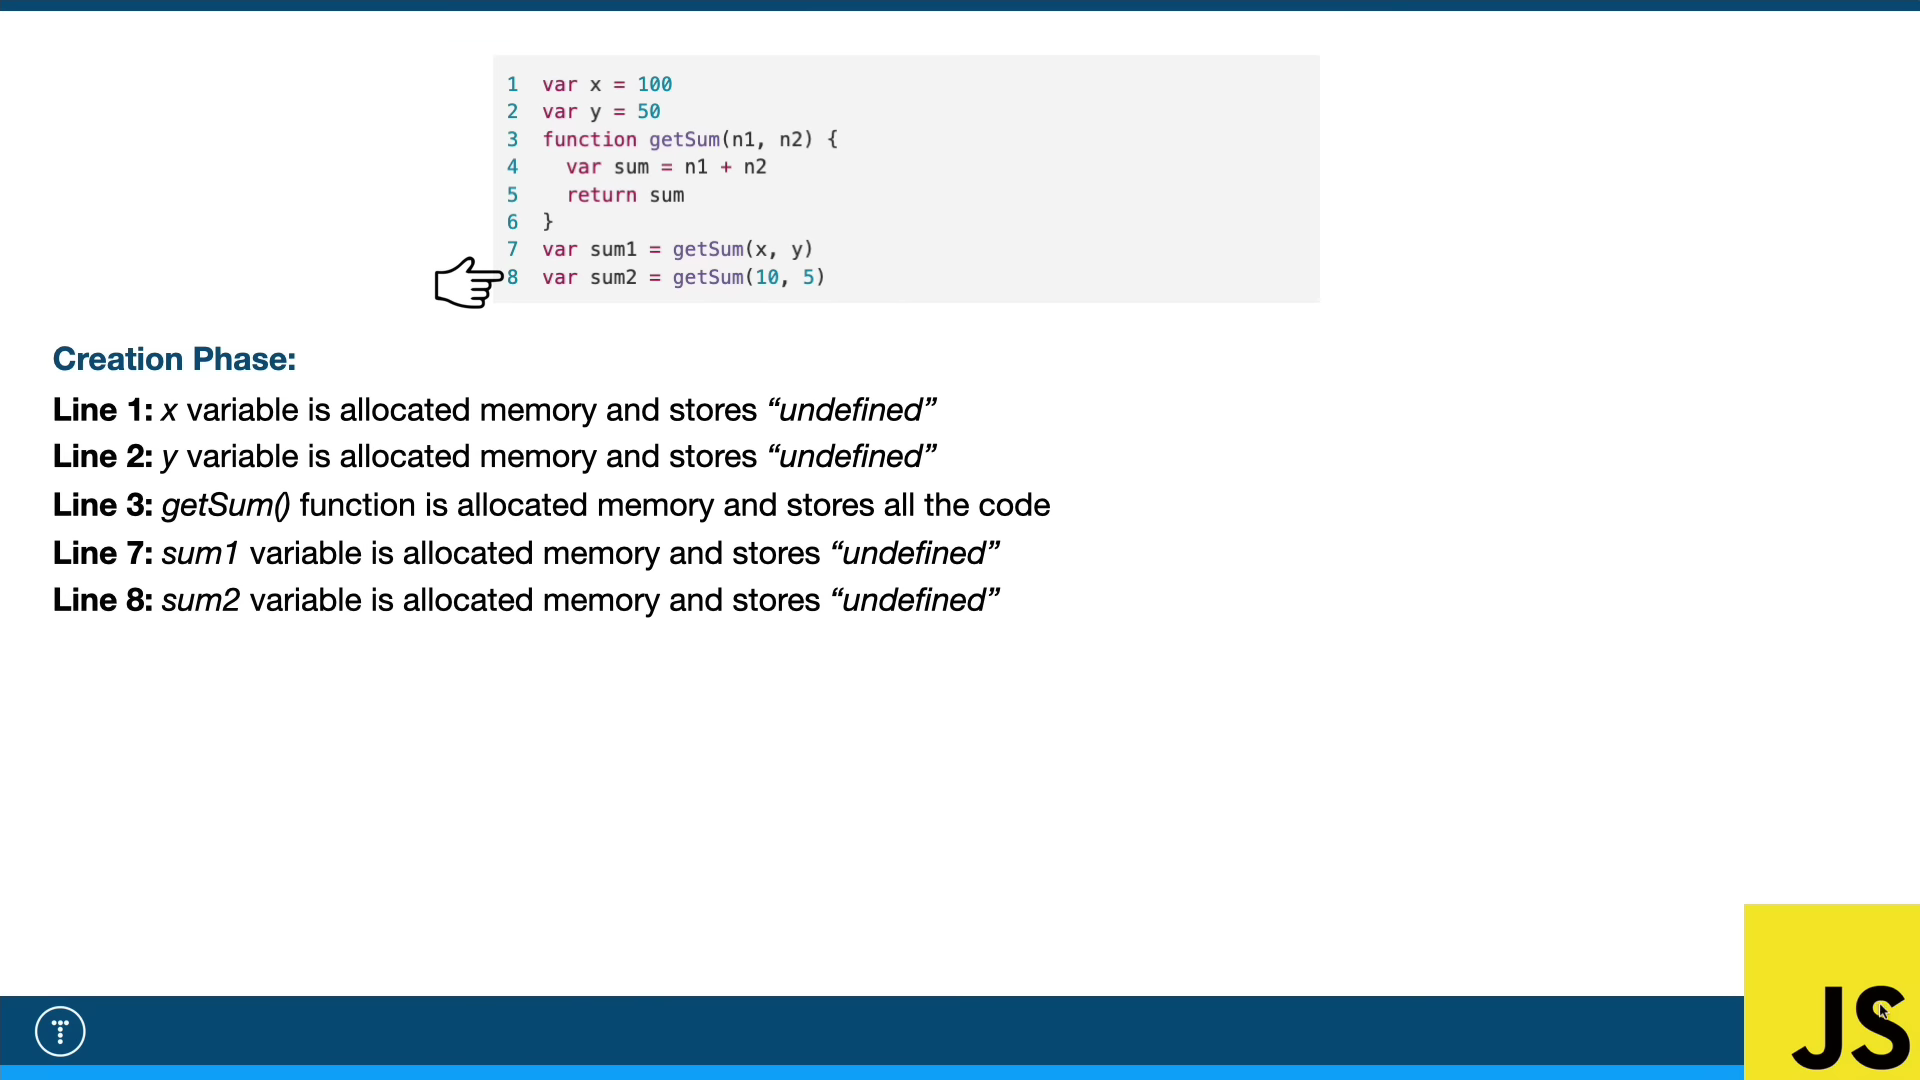 1 var x = 100
2 var y = 50
3 function getSum(n1, n2) {
4   var sum = n1 + n2
5   return sum
6 }
7 var sum1 = getSum(x, y)
8 var sum2 = getSum(10, 5)
Creation Phase:
Line 1: x variable is allocated memory and stores “undefined”
Line 2: y variable is allocated memory and stores “undefined”
Line 3: getSum() function is allocated memory and stores all the code
Line 7: sum1 variable is allocated memory and stores “undefined”
Line 8: sum2 variable is allocated memory and stores “undefined”
T
JS